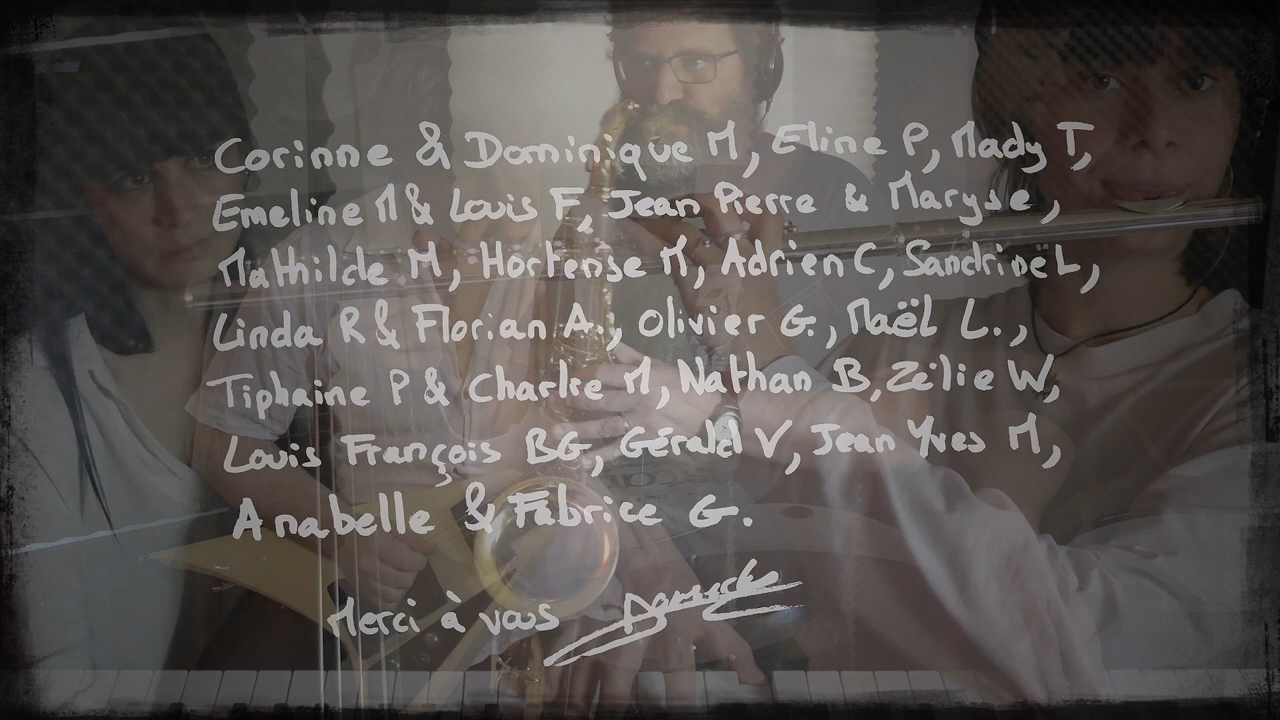 Corinne & Dominique M, Eline P, Mady T,
Emeline M & Louis F, Jean Pierre & Maryse,
Mathilde M, Hortense M, Adrien C, Sandrine L,
Linda R & Florian A., Olivier G., Maël L.,
Tiphaine P & Charlie M, Nathan B, Zélie W,
Louis François BG, Gérald V, Jean Yves M,
Anabelle & Fabrice G.
Merci à vous